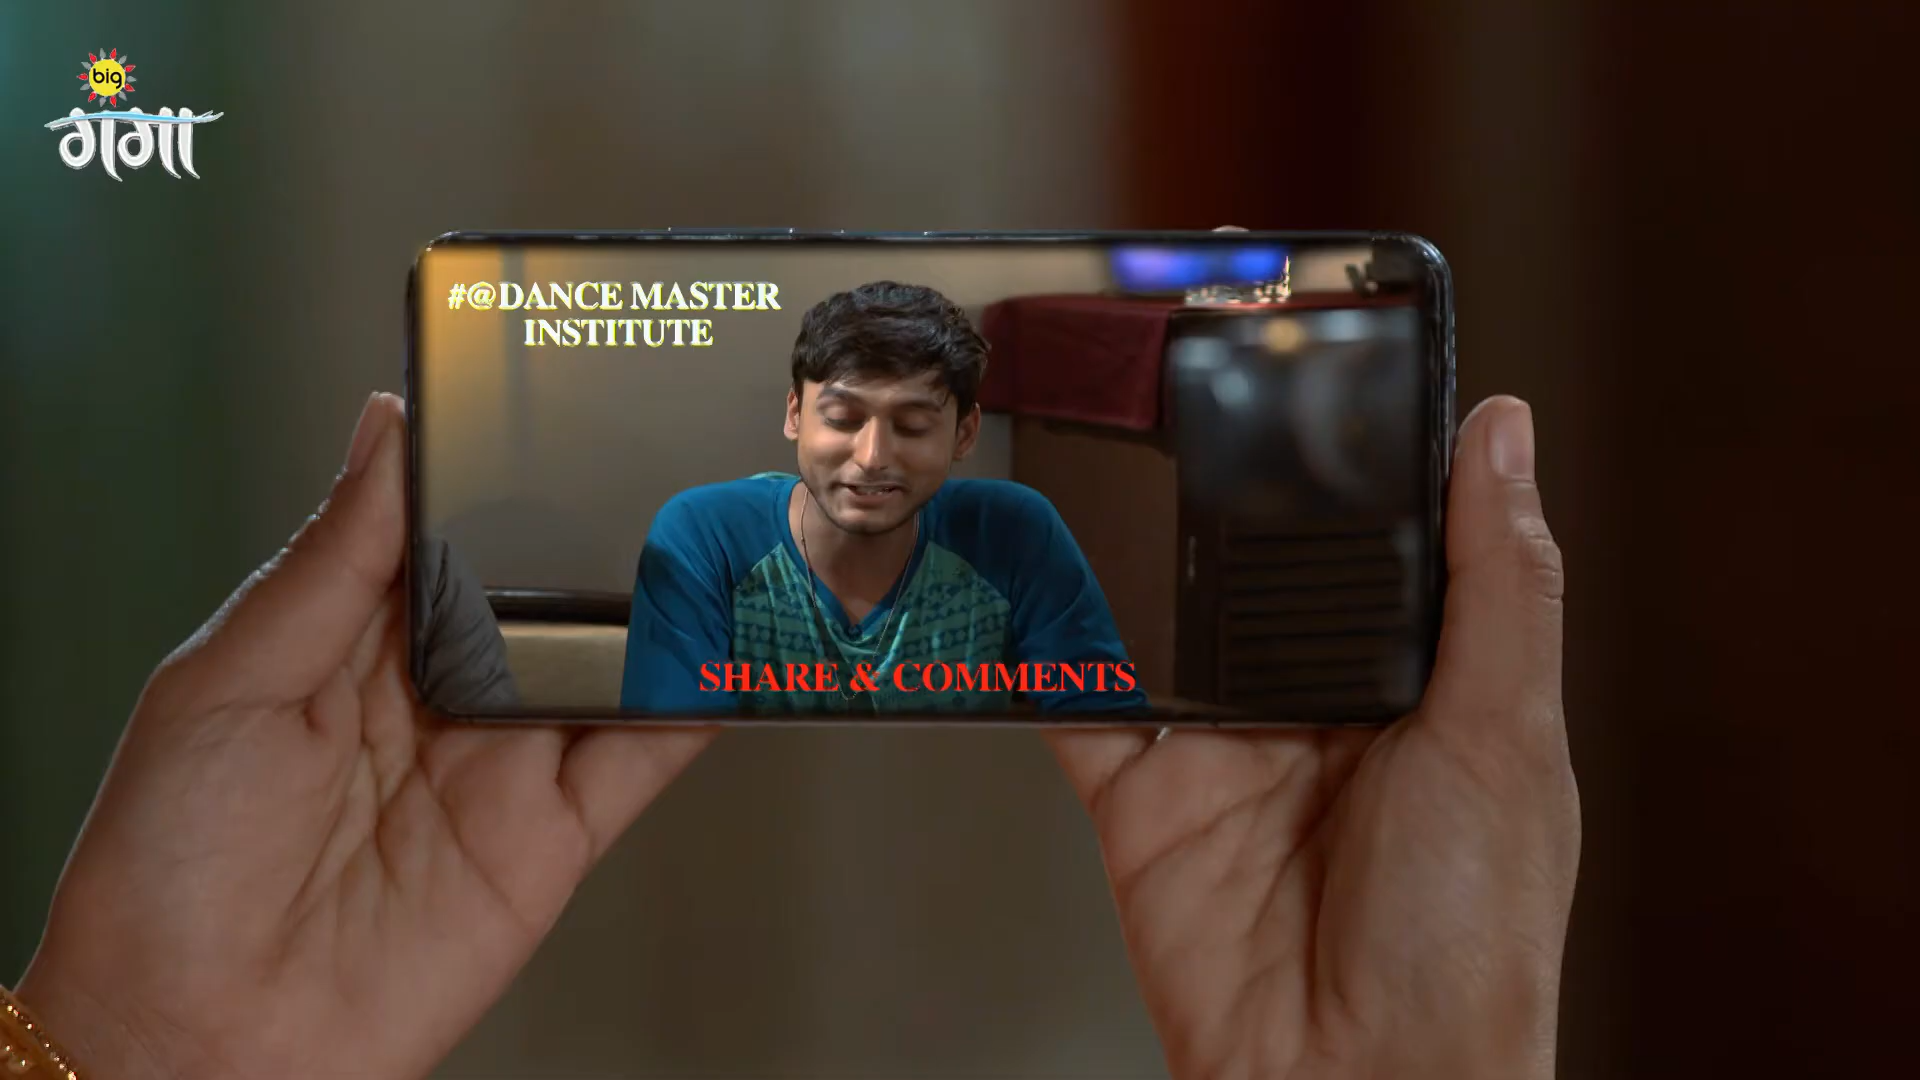 big
गंगा
#@DANCE MASTER
INSTITUTE
SHARE & COMMENTS